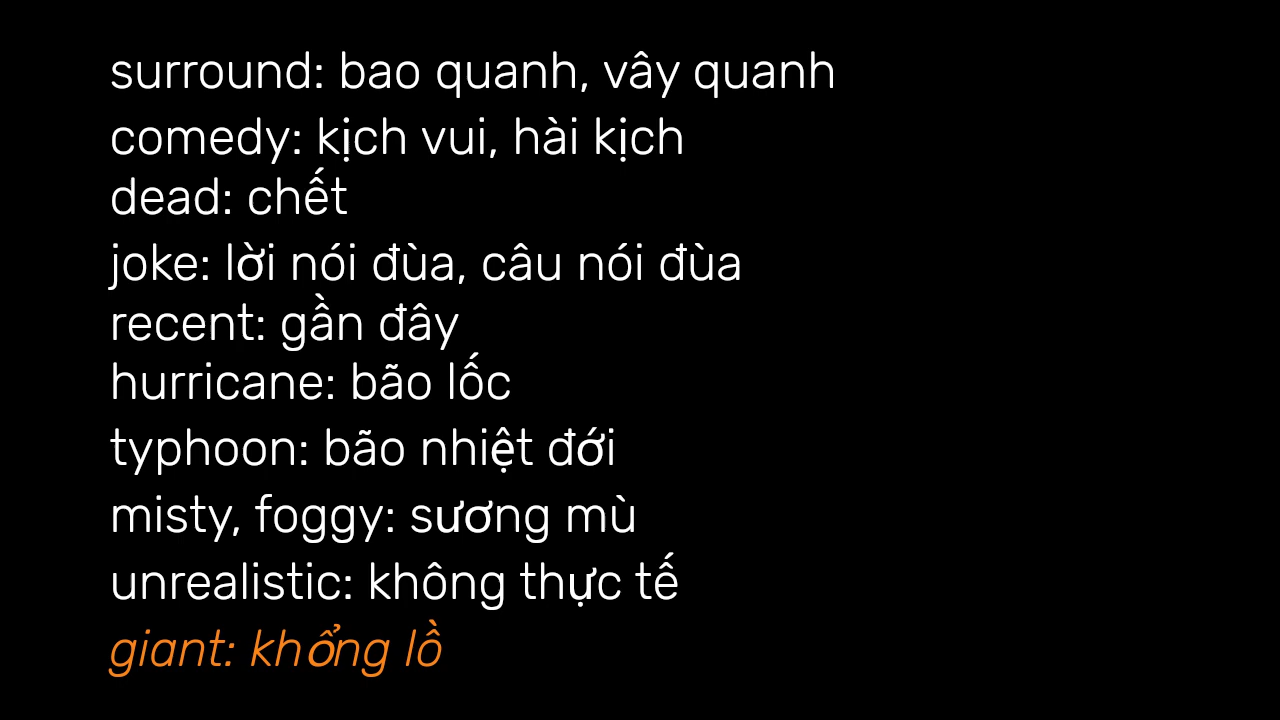 surround: bao quanh, vây quanh
comedy: kịch vui, hài kịch
dead: chết
joke: lời nói đùa, câu nói đùa
recent: gần đây
hurricane: bão lốc
typhoon: bão nhiệt đới
misty, foggy: sương mù
unrealistic: không thực tế
giant: khổng lồ